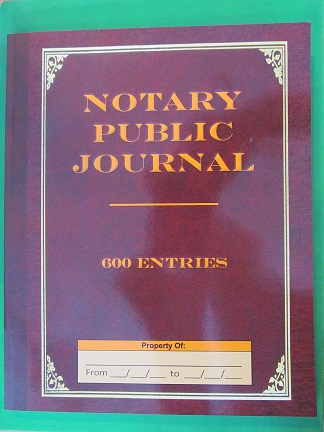 NOTARY
PUBLIC
JOURNAL
600 ENTRIES
Property Of:
From __/__/__ to __/__/__